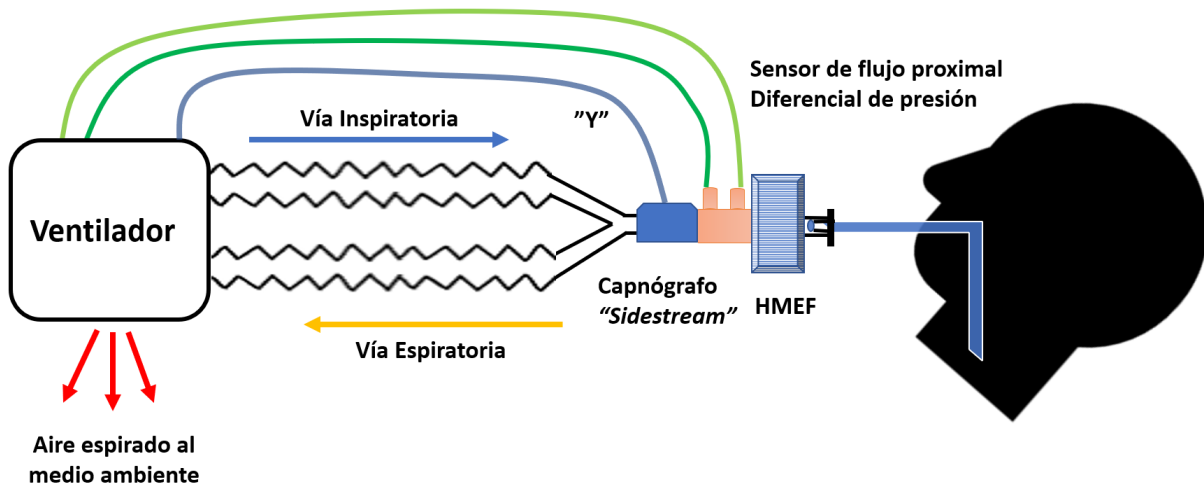 Sensor de flujo proximal
Diferencial de presión
Vía Inspiratoria
”Y”
Ventilador
Capnógrafo
“Sidestream”
HMEF
Vía Espiratoria
Aire espirado al
medio ambiente